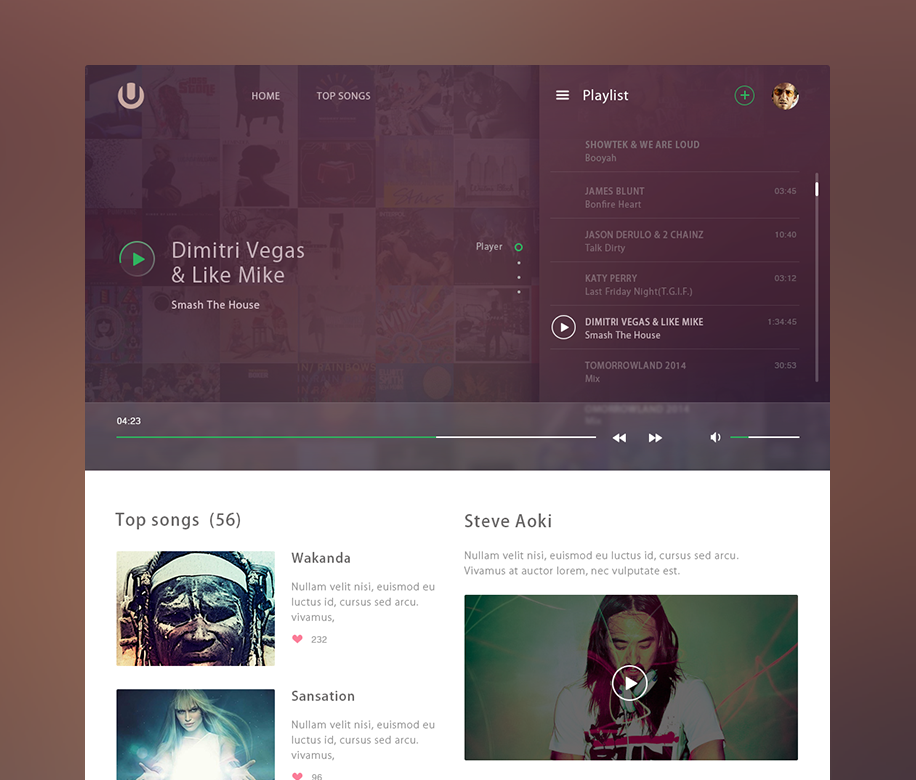 HOME
TOP SONGS
Playlist
SHOWTEK & WE ARE LOUD
Booyah
JAMES BLUNT
03:45
Bonfire Heart
JASON DERULO & 2 CHAINZ
10:40
Talk Dirty
KATY PERRY
03:12
Last Friday Night(T.G.I.F.)
DIMITRI VEGAS & LIKE MIKE
1:34:45
Smash The House
TOMORROWLAND 2014
30:53
Mix
Dimitri Vegas
& Like Mike
Smash The House
Player
IN/RAINBOWS
04:23
Top songs (56)
Wakanda
Nullam velit nisi, euismod eu
luctus id, cursus sed arcu.
vivamus,
232
Sansation
Nullam velit nisi, euismod eu
luctus id, cursus sed arcu.
vivamus,
96
Steve Aoki
Nullam velit nisi, euismod eu luctus id, cursus sed arcu.
Vivamus at auctor lorem, nec vulputate est.